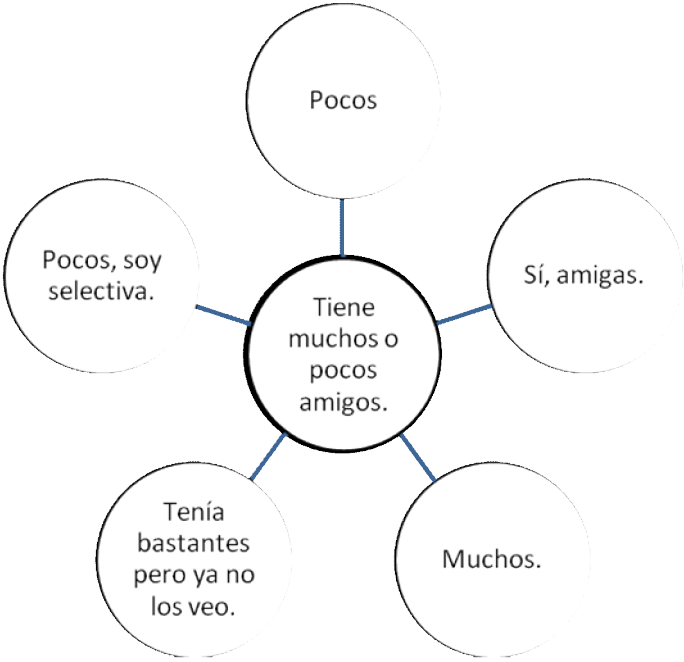 Pocos
Pocos, soy
selectiva.
Sí, amigas.
Tiene
muchos o
pocos
amigos.
Tenía
bastantes
pero ya no
los veo.
Muchos.